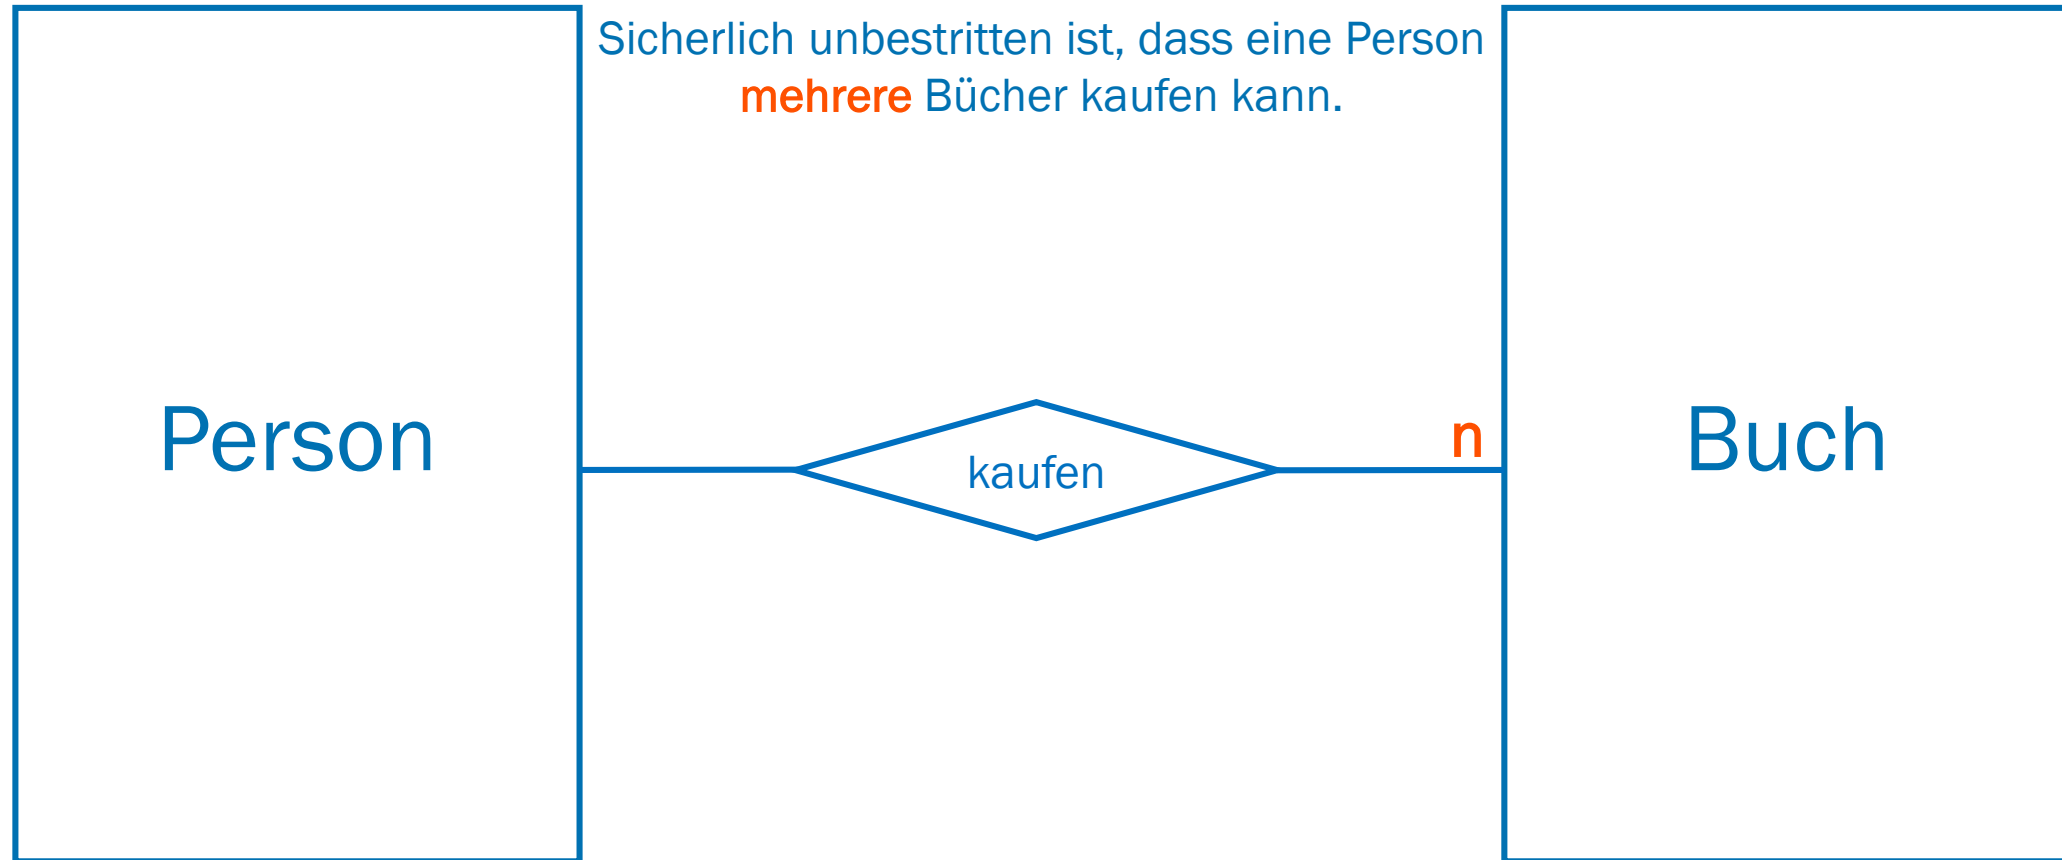 Sicherlich unbestritten ist, dass eine Person
mehrere Bücher kaufen kann.
Person
kaufen
n
Buch